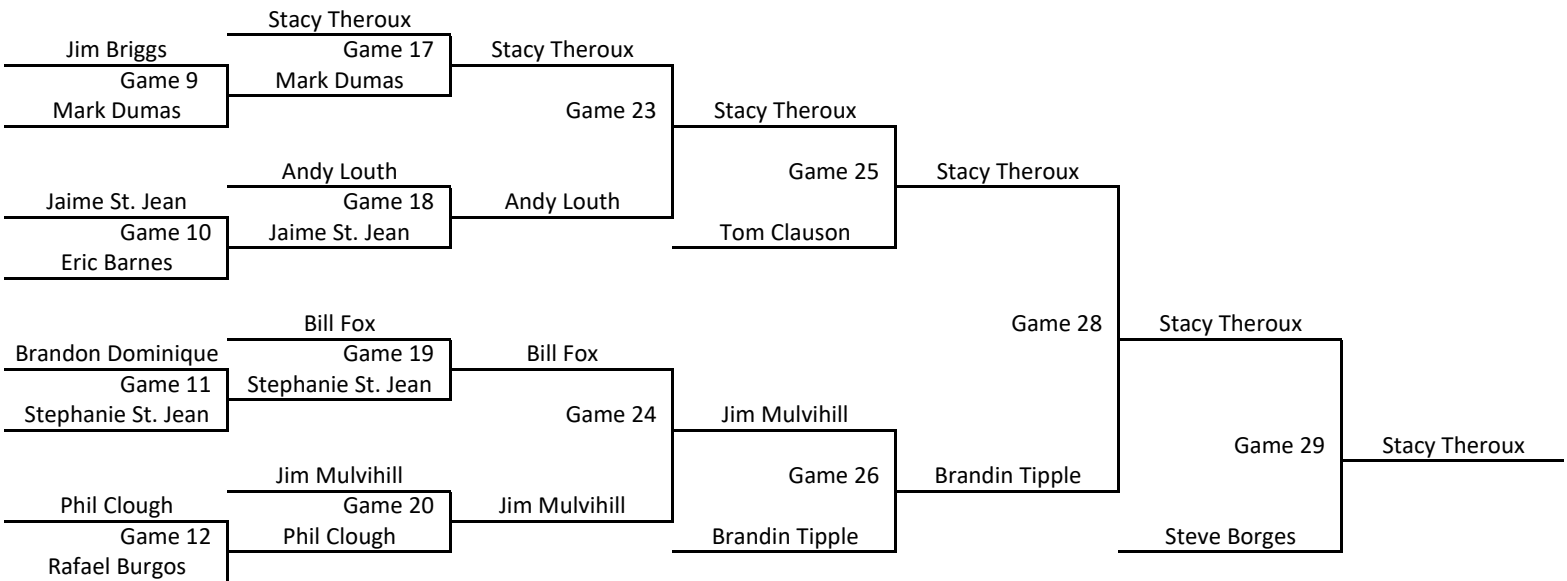 Stacy Theroux
Jim Briggs
Game 17
Stacy Theroux
Game 9
Mark Dumas
Mark Dumas
Game 23
Stacy Theroux
Andy Louth
Game 25
Stacy Theroux
Jaime St. Jean
Game 18
Andy Louth
Game 10
Jaime St. Jean
Tom Clauson
Eric Barnes
Bill Fox
Game 28
Stacy Theroux
Brandon Dominique
Game 19
Bill Fox
Game 11
Stephanie St. Jean
Stephanie St. Jean
Game 24
Jim Mulvihill
Game 29
Stacy Theroux
Jim Mulvihill
Game 26
Brandin Tipple
Phil Clough
Game 20
Jim Mulvihill
Game 12
Phil Clough
Brandin Tipple
Steve Borges
Rafael Burgos